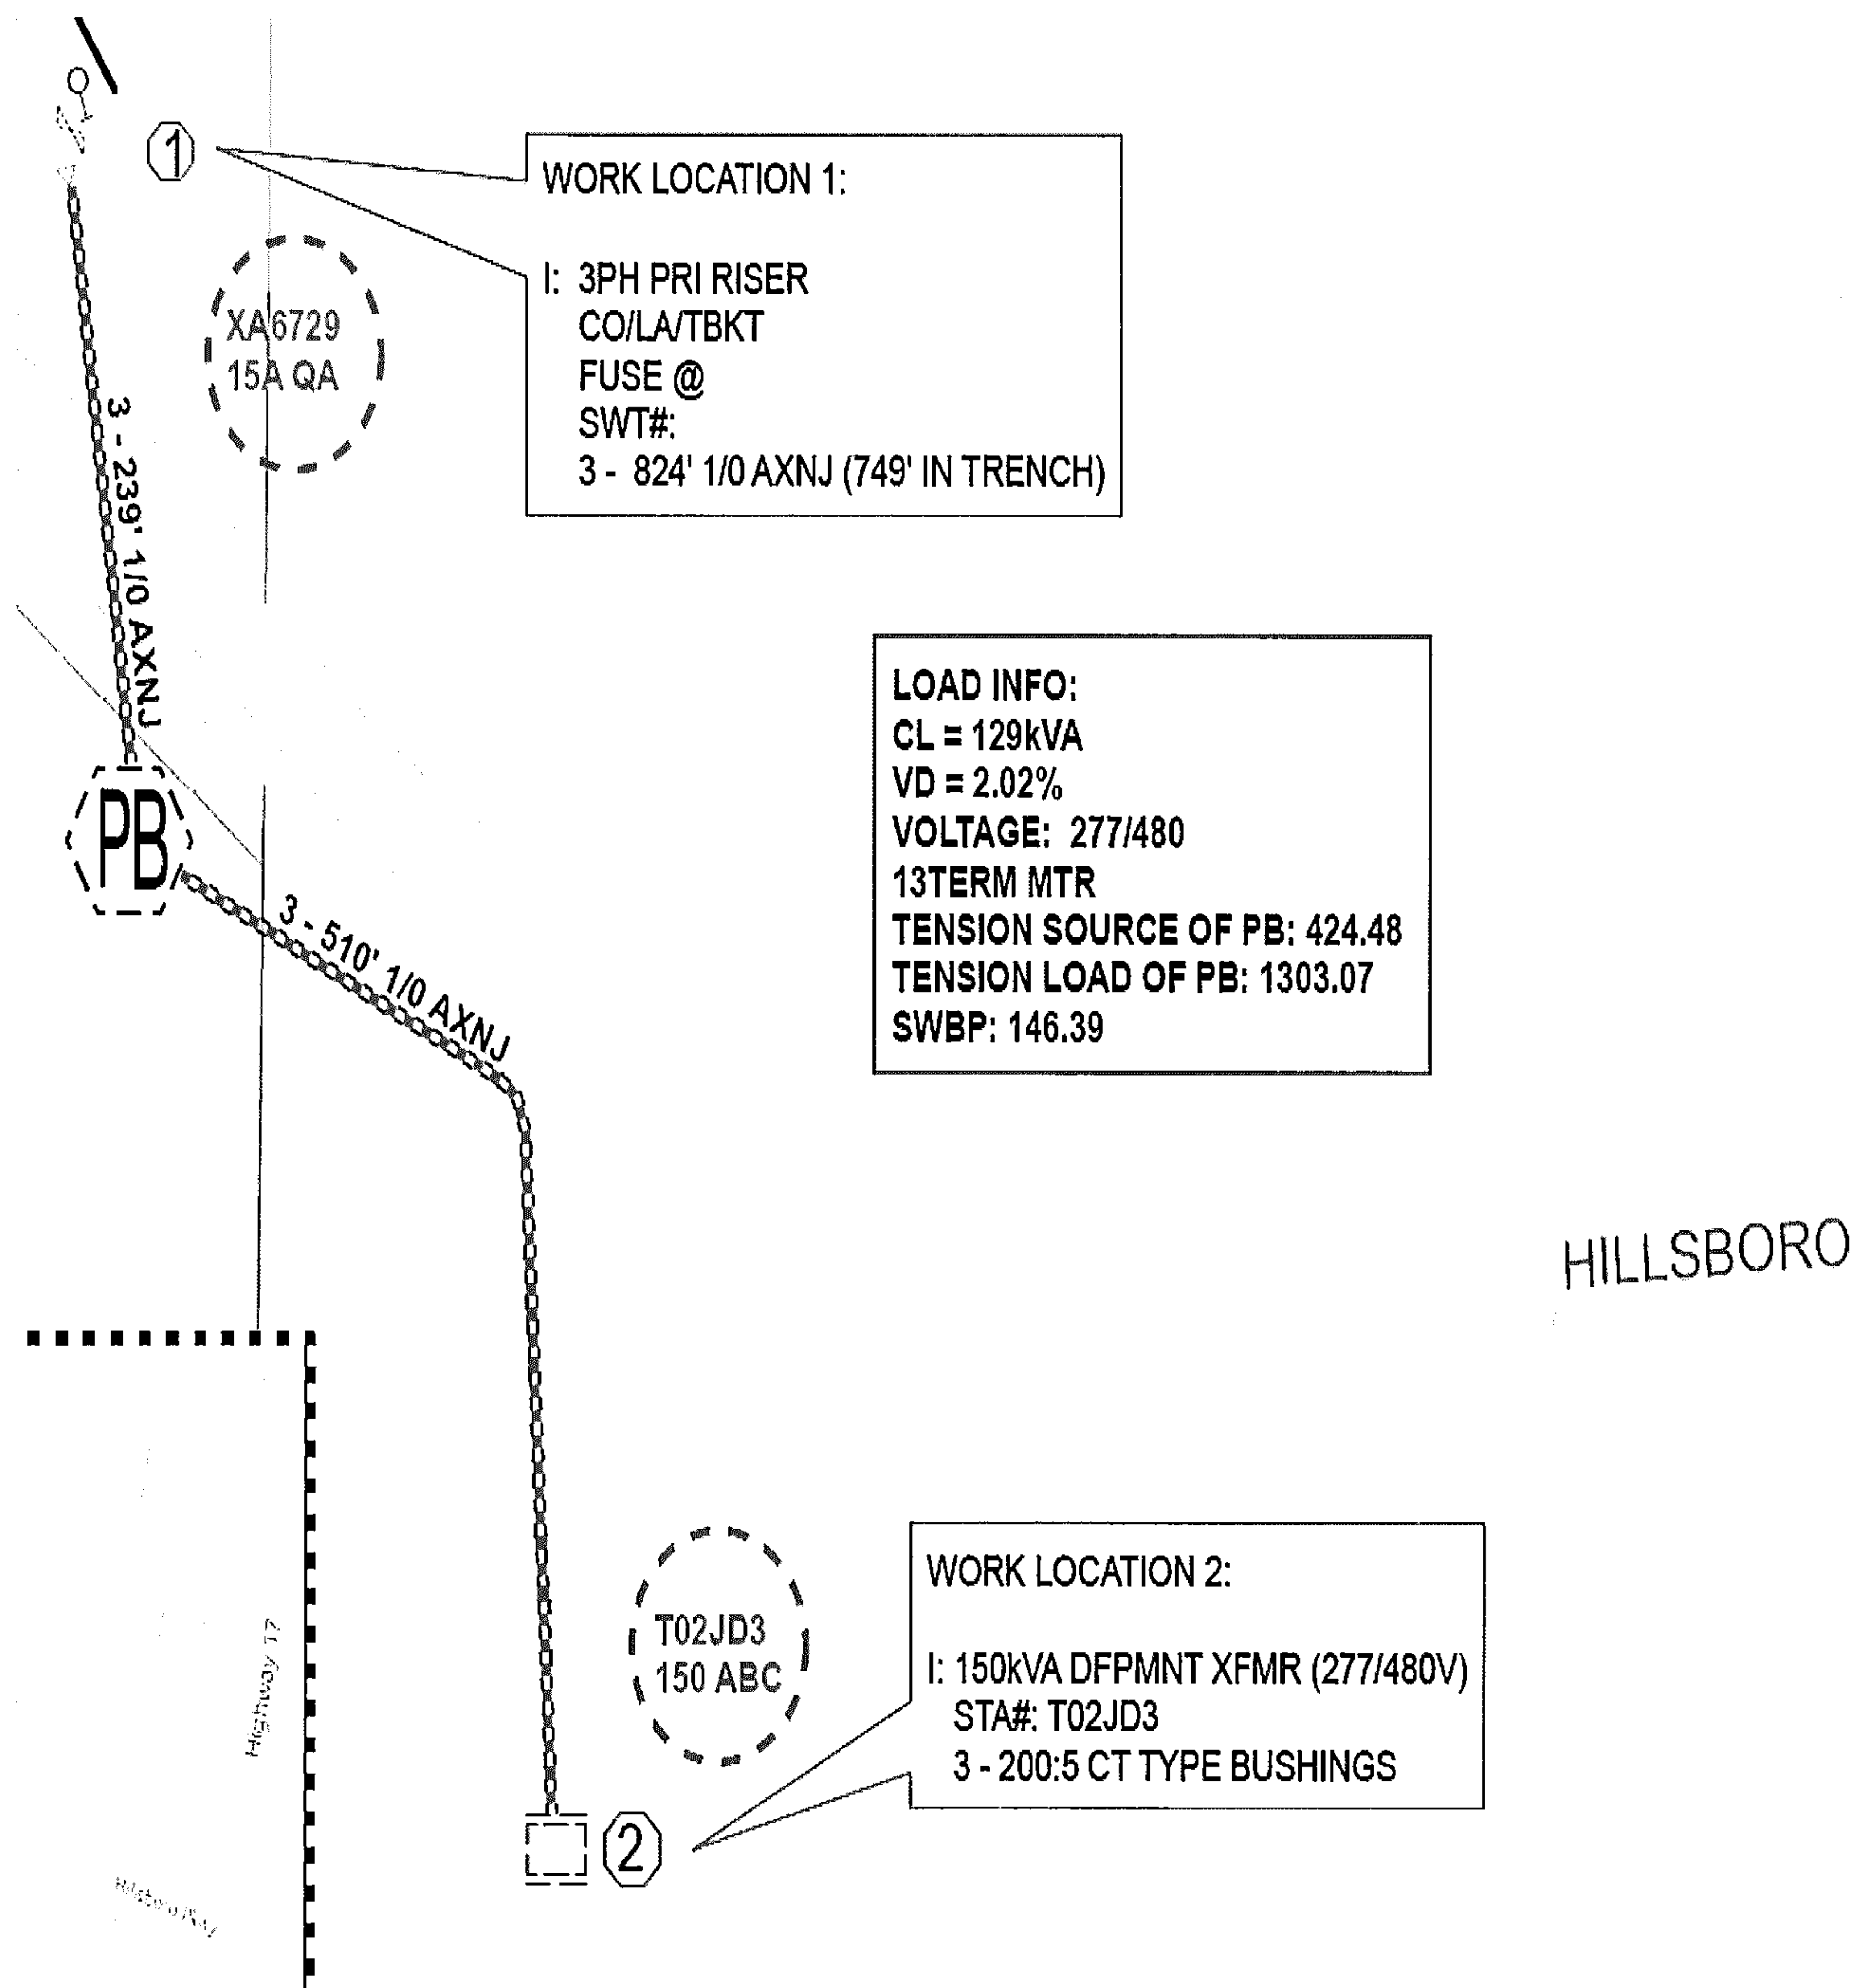 1
WORK LOCATION 1:
I: 3PH PRI RISER
CO/LA/TBKT
FUSE @
SWT#:
3 - 824' 1/0 AXNJ (749' IN TRENCH)
XA6729
15A QA
3 - 239' 1/0 AXNJ
LOAD INFO:
CL = 129kVA
VD = 2.02%
VOLTAGE: 277/480
13TERM MTR
TENSION SOURCE OF PB: 424.48
TENSION LOAD OF PB: 1303.07
SWBP: 146.39
PB
3 - 510' 1/0 AXNJ
HILLSBORO
WORK LOCATION 2:
I: 150kVA DFPMNT XFMR (277/480V)
STA#: T02JD3
3 - 200:5 CT TYPE BUSHINGS
T02JD3
150 ABC
Highway 17
2